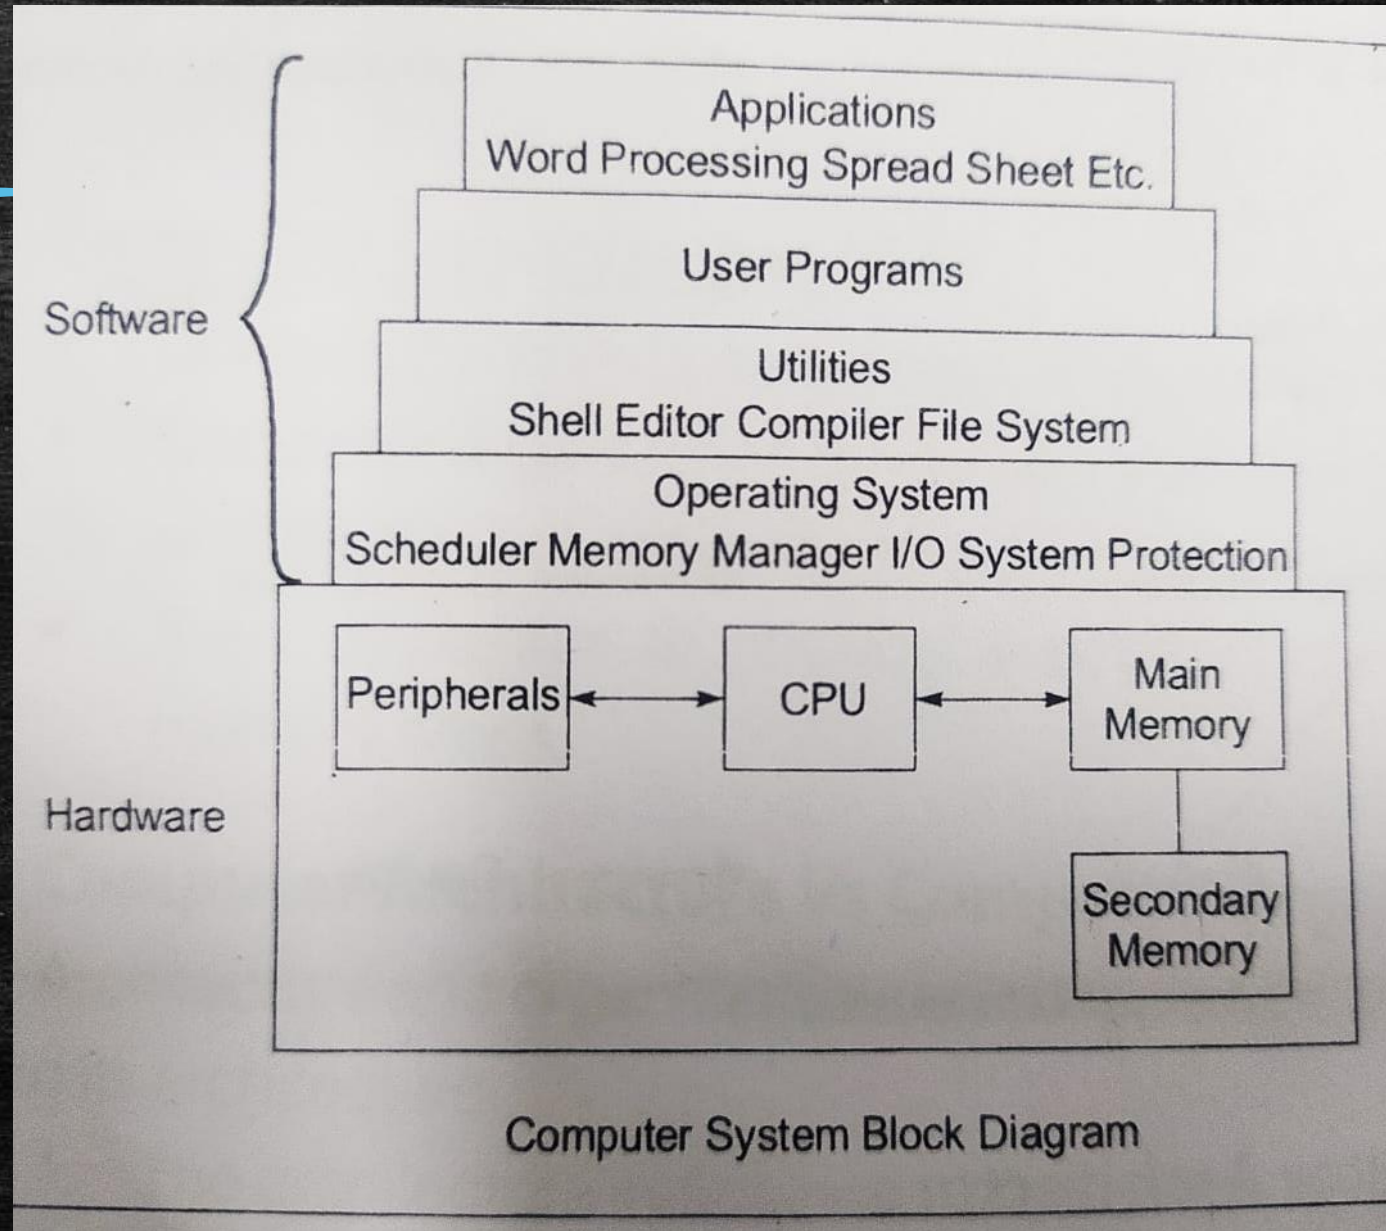 Applications
Word Processing Spread Sheet Etc.
User Programs
Software
Utilities
Shell Editor Compiler File System
Operating System
Scheduler Memory Manager I/O System Protection
Peripherals
CPU
Main
Memory
Hardware
Secondary
Memory
Computer System Block Diagram